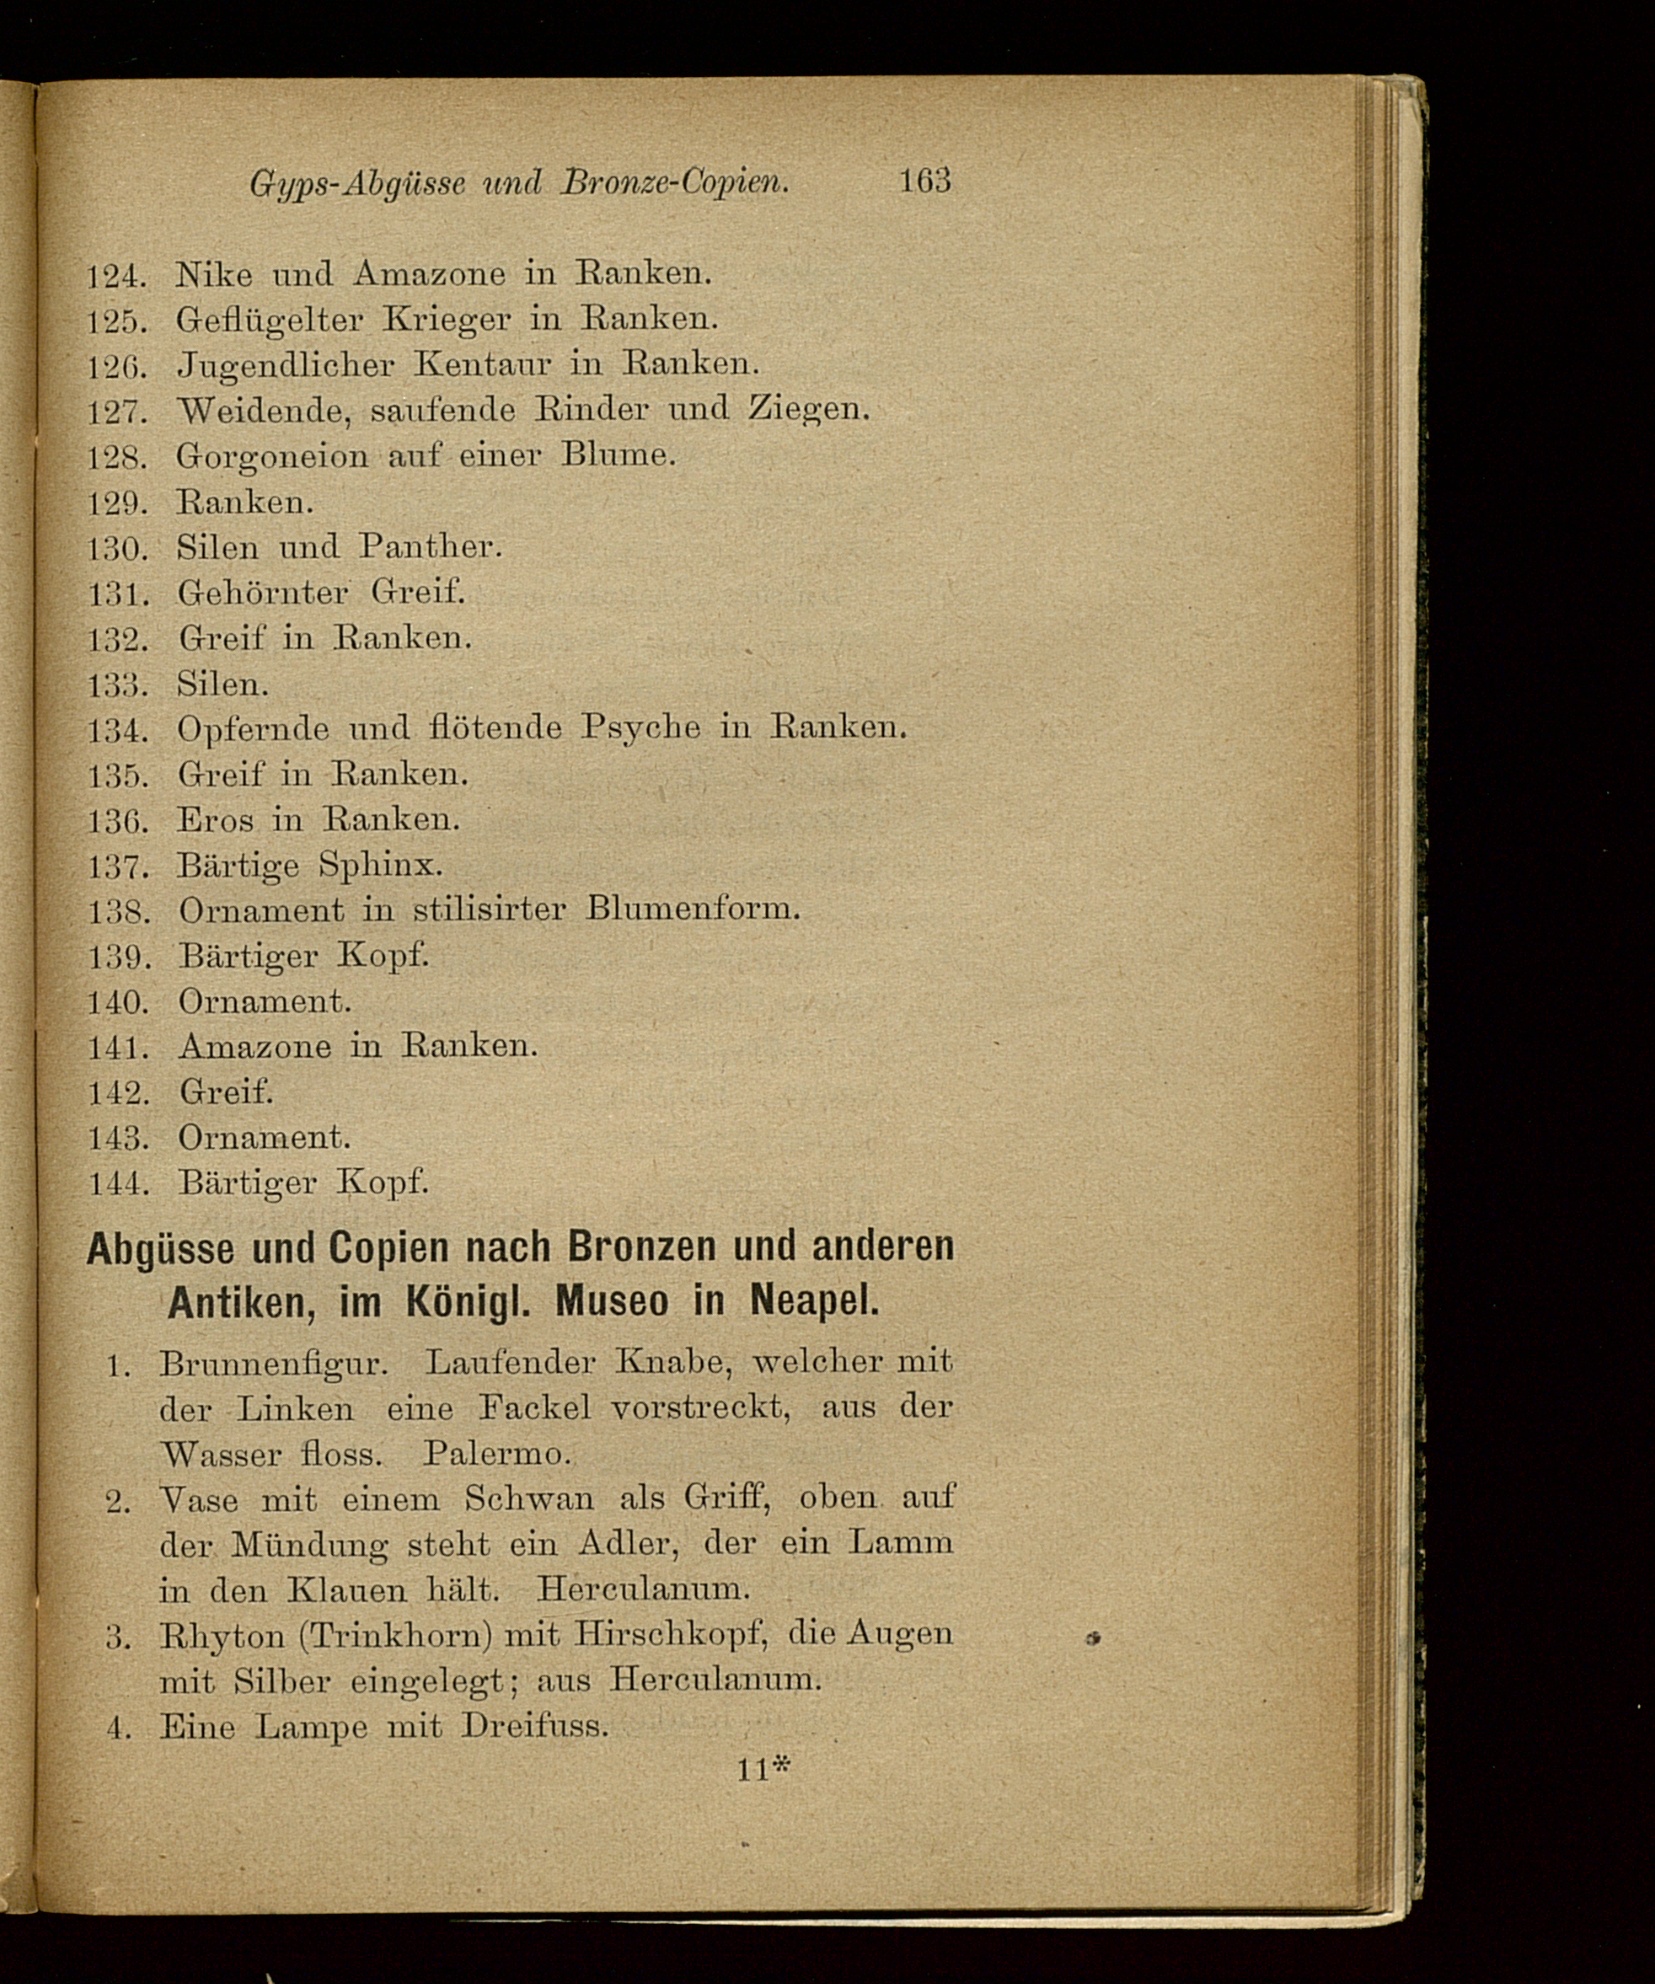 Gyps-Abgüsse und Bronze-Copien. 163
124. Nike und Amazone in Ranken.
125. Geflügelter Krieger in Ranken.
126. Jugendlicher Kentaur in Ranken.
127. Weidende, saufende Rinder und Ziegen.
128. Gorgoneion auf einer Blume.
129. Ranken.
130. Silen und Panther.
131. Gehörnter Greif.
132. Greif in Ranken.
133. Silen.
134. Opfernde und flötende Psyche in Ranken.
135. Greif in Ranken.
136. Eros in Ranken.
137. Bärtige Sphinx.
138. Ornament in stilisirter Blumenform.
139. Bärtiger Kopf.
140. Ornament.
141. Amazone in Ranken.
142. Greif.
143. Ornament.
144. Bärtiger Kopf.
Abgüsse und Copien nach Bronzen und anderen
Antiken, im Königl. Museo in Neapel.
1. Brunnenfigur. Laufender Knabe, welcher mit
der Linken eine Fackel vorstreckt, aus der
Wasser floss. Palermo.
2. Vase mit einem Schwan als Griff, oben auf
der Mündung steht ein Adler, der ein Lamm
in den Klauen hält. Herculanum.
3. Rhyton (Trinkhorn) mit Hirschkopf, die Augen
mit Silber eingelegt; aus Herculanum.
4. Eine Lampe mit Dreifuss.
11*